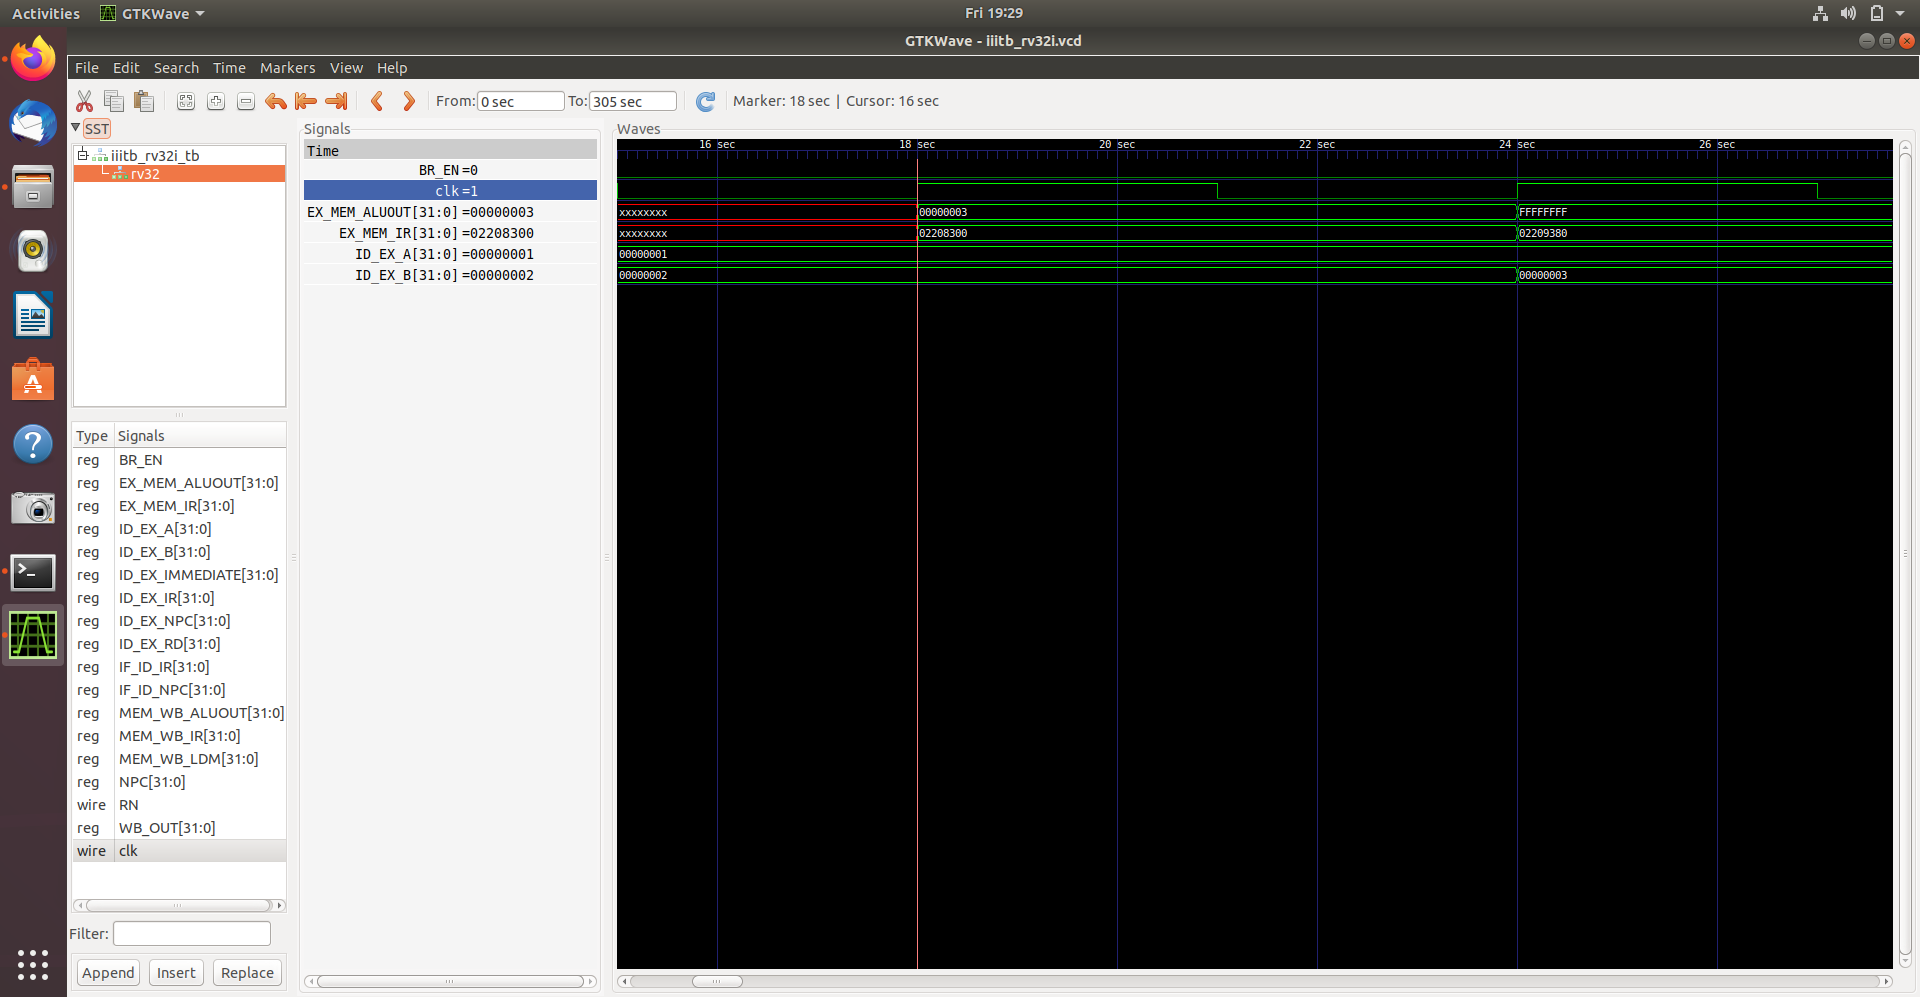 Activities GTKWave Fri 19:29
GTKWave - iiitb_rv32i.vcd
File Edit Search Time Markers View Help
From: 0 sec To: 305 sec Marker: 18 sec | Cursor: 16 sec
SST
iiitb_rv32i_tb
rv32
Type Signals
reg BR_EN
reg EX_MEM_ALUOUT[31:0]
reg EX_MEM_IR[31:0]
reg ID_EX_A[31:0]
reg ID_EX_B[31:0]
reg ID_EX_IMMEDIATE[31:0]
reg ID_EX_IR[31:0]
reg ID_EX_NPC[31:0]
reg ID_EX_RD[31:0]
reg IF_ID_IR[31:0]
reg IF_ID_NPC[31:0]
reg MEM_WB_ALUOUT[31:0]
reg MEM_WB_IR[31:0]
reg MEM_WB_LDM[31:0]
reg NPC[31:0]
wire RN
reg WB_OUT[31:0]
wire clk
Filter:
Append Insert Replace
Signals
Time
BR_EN =0
clk =1
EX_MEM_ALUOUT[31:0] =00000003
EX_MEM_IR[31:0] =02208300
ID_EX_A[31:0] =00000001
ID_EX_B[31:0] =00000002
Waves
16 sec 18 sec 20 sec 22 sec 24 sec 26 sec
xxxxxxxx 00000003 FFFFFFFF
xxxxxxxx 02208300 02209380
00000001
00000002 00000003